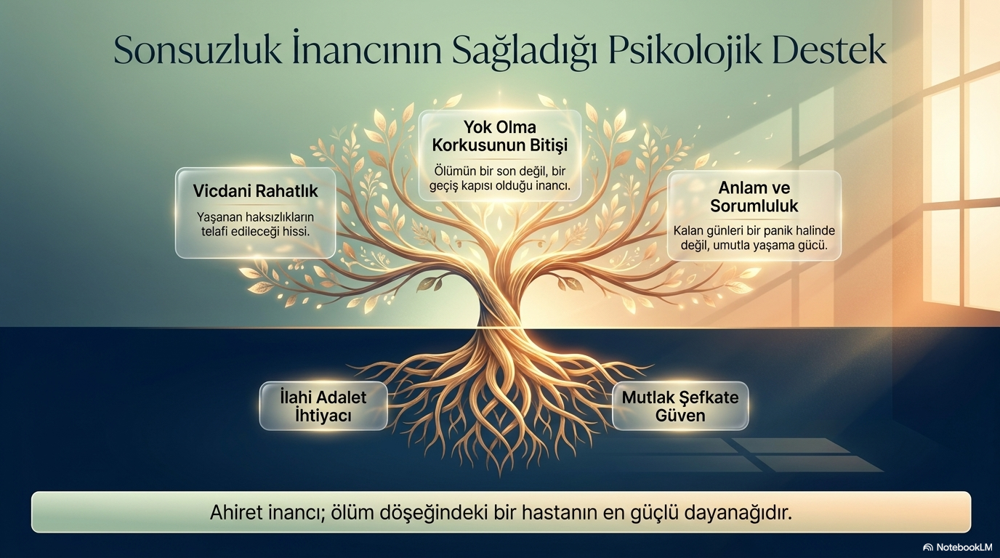 Sonsuzluk İnancının Sağladığı Psikolojik Destek
Yok Olma
Korkusunun Bitişi
Ölümün bir son değil, bir
geçiş kapısı olduğu inancı.
Vicdani Rahatlık
Yaşanan haksızlıkların
telafi edileceği hissi.
Anlam ve
Sorumluluk
Kalan günleri bir panik halinde
değil, umutla yaşama gücü.
İlahi Adalet
İhtiyacı
Mutlak Şefkate
Güven
Ahiret inancı; ölüm döşeğindeki bir hastanın en güçlü dayanağıdır.
NotebookLM